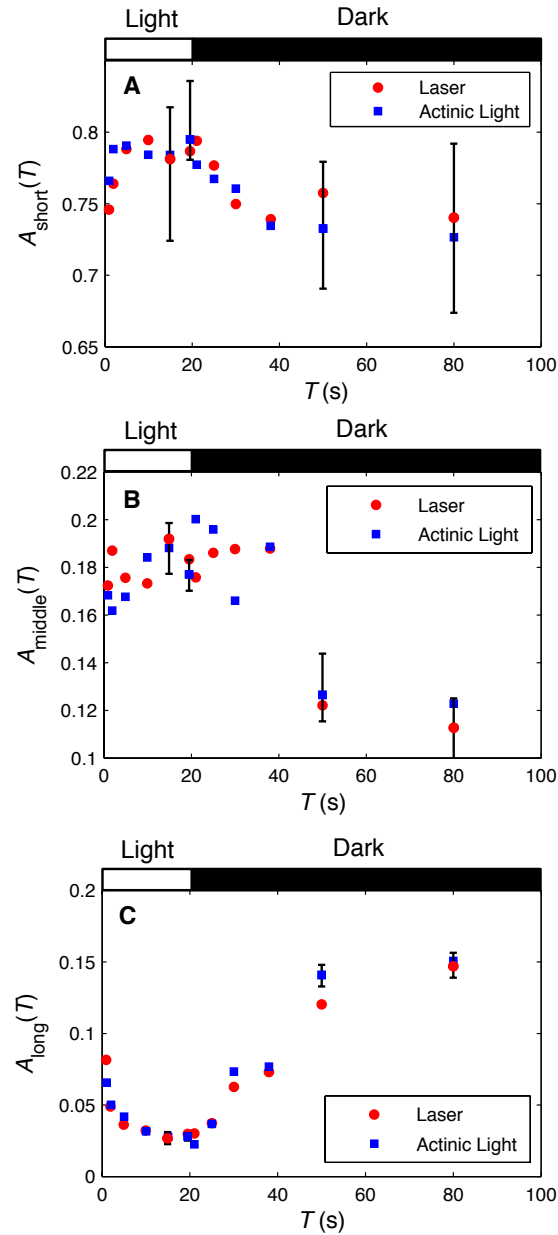 Light Dark
A
Laser
Actinic Light
0.8
0.75
0.7
0.65
A_short(T)
0 20 40 60 80 100
T (s)
Light Dark
0.22
B
Laser
Actinic Light
0.2
0.18
0.16
0.14
0.12
0.1
A_middle(T)
0 20 40 60 80 100
T (s)
Light Dark
0.2
C
0.15
0.1
0.05
0
A_long(T)
Laser
Actinic Light
0 20 40 60 80 100
T (s)